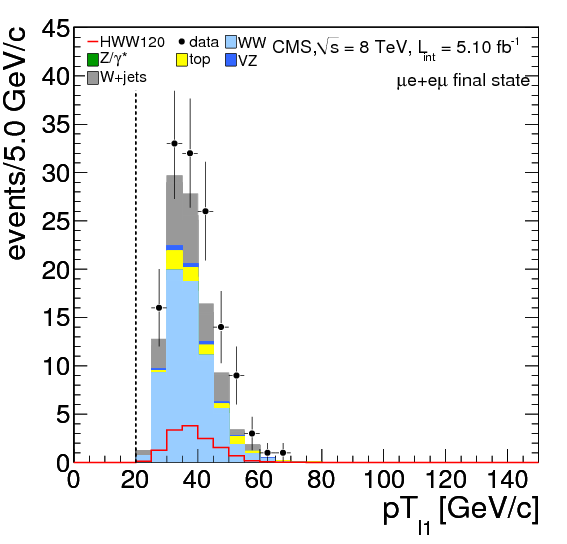 45
40
35
30
25
20
15
10
5
0
events/5.0 GeV/c
HWW120
data
WW
Z/γ*
top
VZ
W+jets
CMS,√s = 8 TeV, L_int = 5.10 fb⁻¹
μe+eμ final state
0 20 40 60 80 100 120 140
pT_l1 [GeV/c]